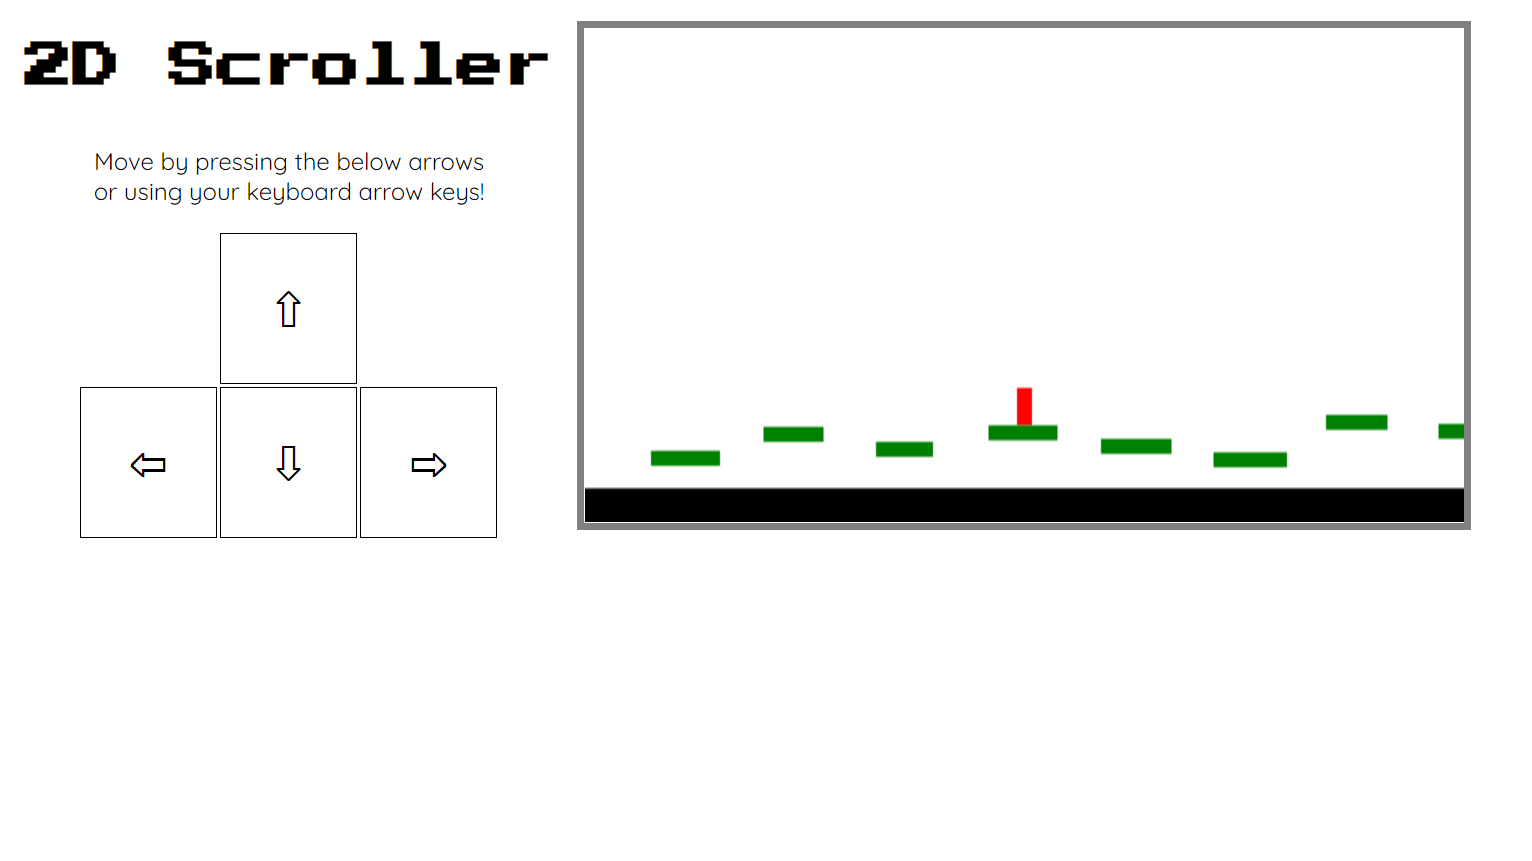 2D Scroller
Move by pressing the below arrows
or using your keyboard arrow keys!
⇧
⇦ ⇩ ⇨